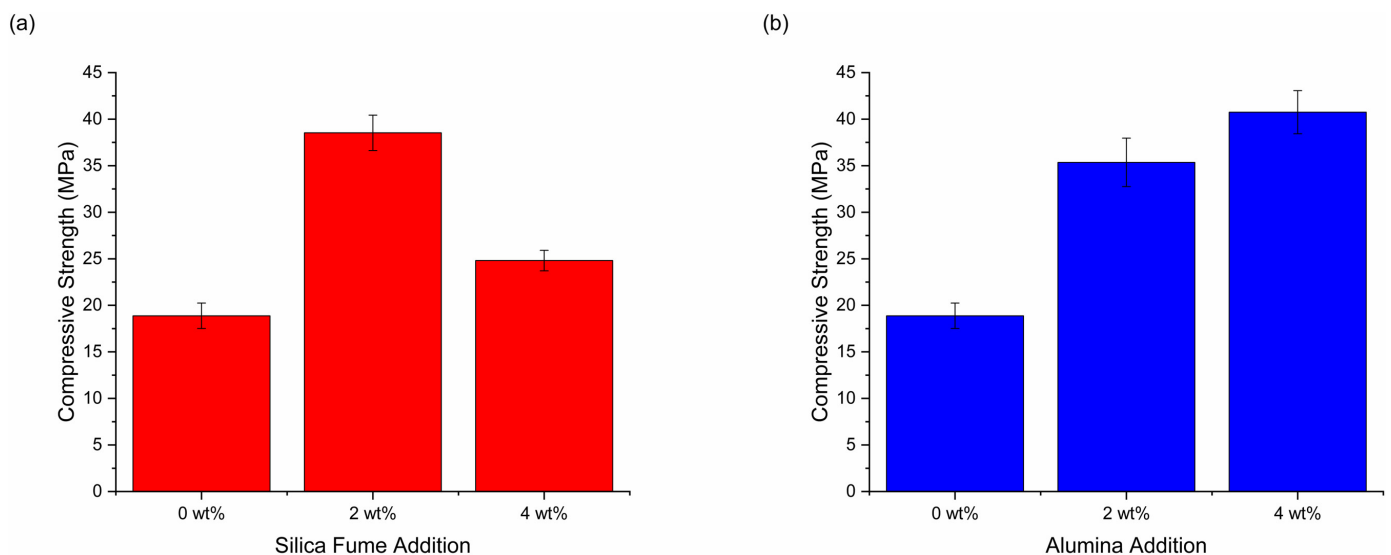 (a)
Compressive Strength (MPa)
45
40
35
30
25
20
15
10
5
0
0 wt%
2 wt%
4 wt%
Silica Fume Addition
(b)
Compressive Strength (MPa)
45
40
35
30
25
20
15
10
5
0
0 wt%
2 wt%
4 wt%
Alumina Addition